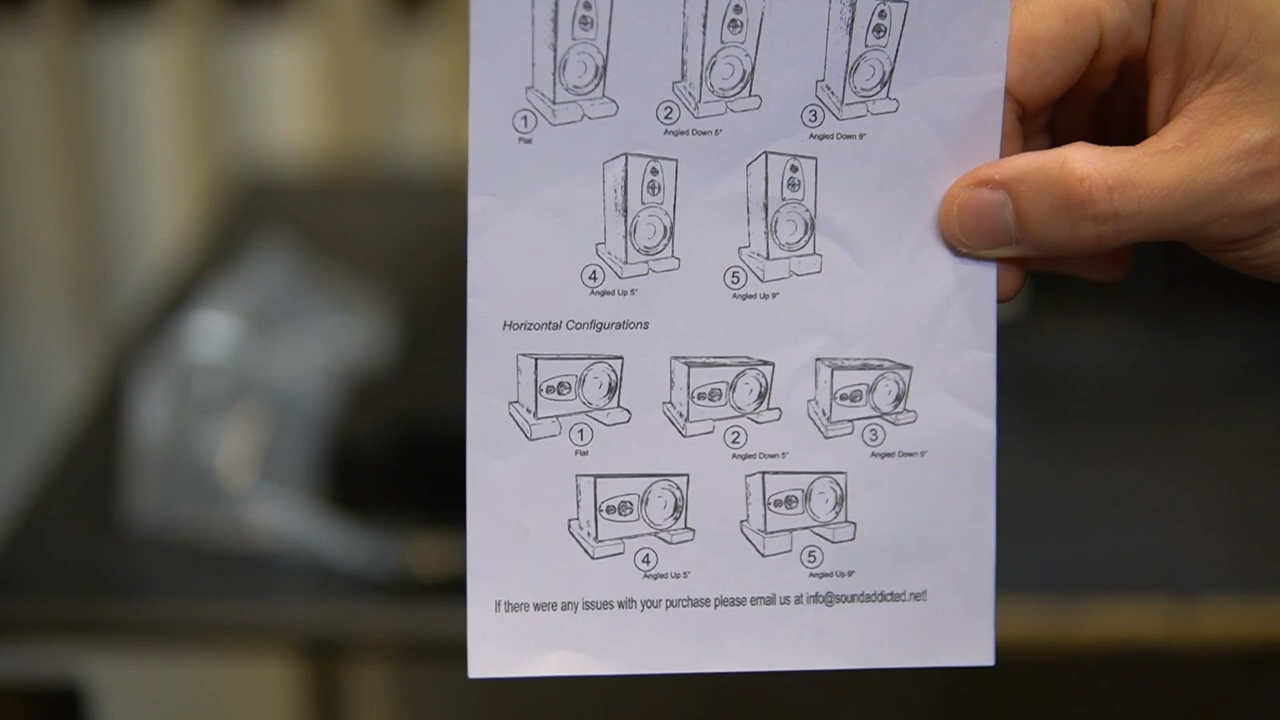 1 2 3
Flat Angled Down 5° Angled Down 9°
4 5
Angled Up 5° Angled Up 9°
Horizontal Configurations
1 2 3
Flat Angled Down 5° Angled Down 9°
4 5
Angled Up 5° Angled Up 9°
If there were any issues with your purchase please email us at info@soundaddicted.net!